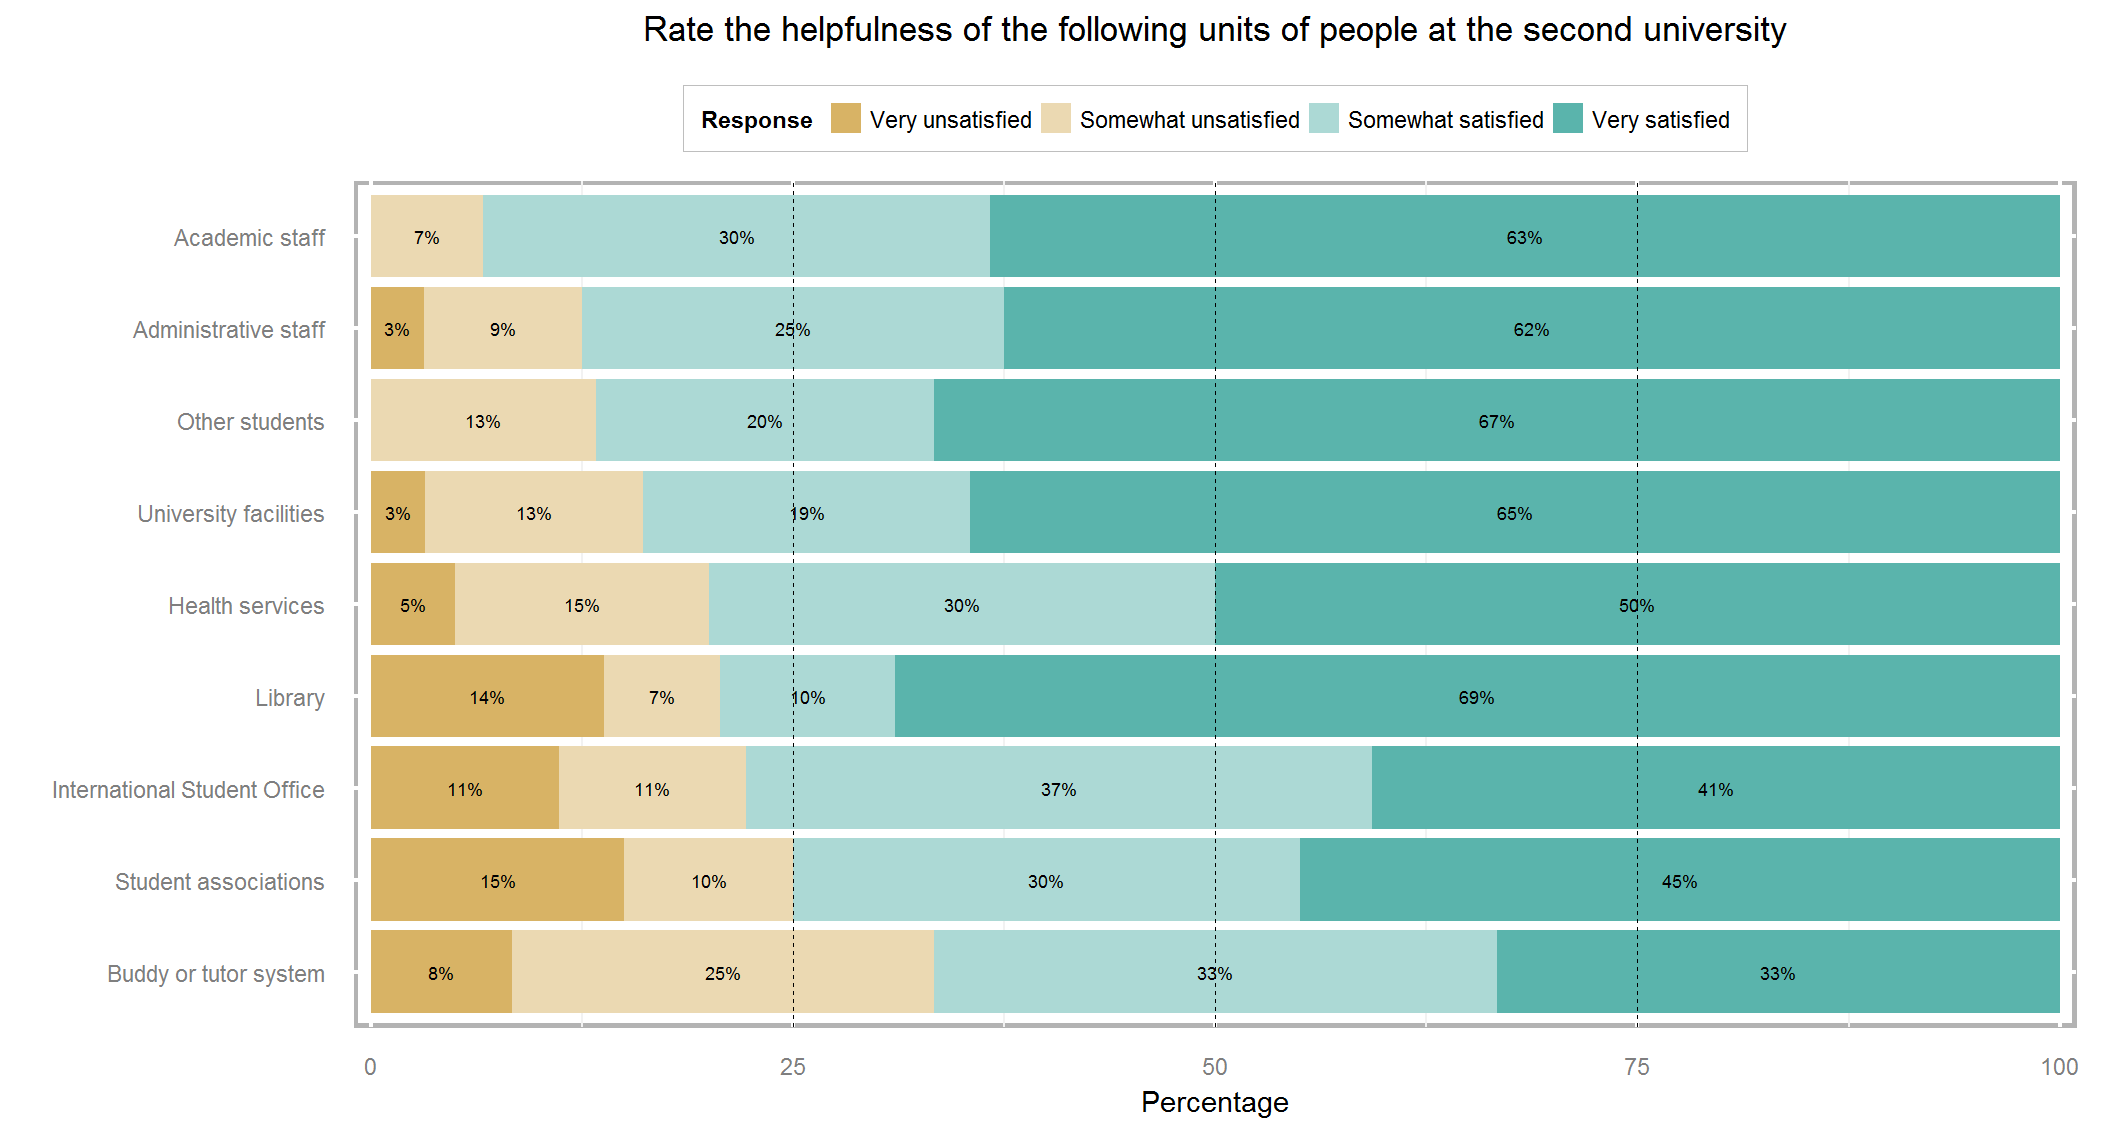 Rate the helpfulness of the following units of people at the second university
Response Very unsatisfied Somewhat unsatisfied Somewhat satisfied Very satisfied
Academic staff 7% 30% 63%
Administrative staff 3% 9% 25% 62%
Other students 13% 20% 67%
University facilities 3% 13% 19% 65%
Health services 5% 15% 30% 50%
Library 14% 7% 10% 69%
International Student Office 11% 11% 37% 41%
Student associations 15% 10% 30% 45%
Buddy or tutor system 8% 25% 33% 33%
0 25 50 75 100
Percentage